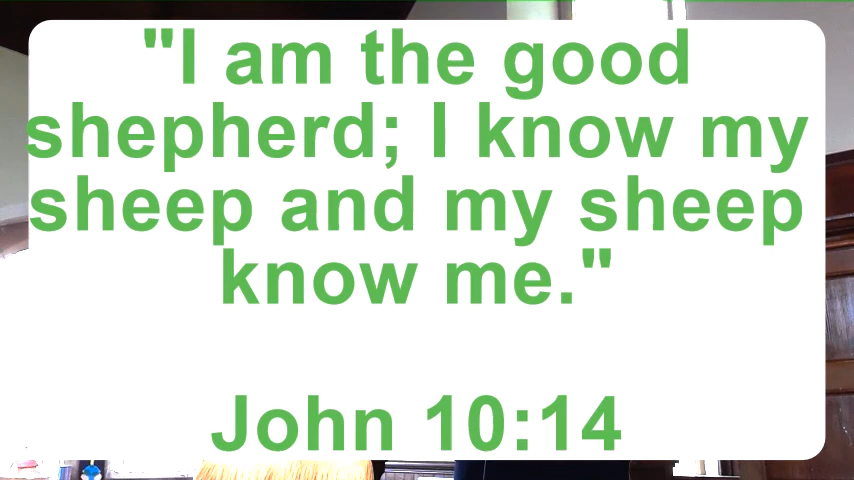 "I am the good
shepherd; I know my
sheep and my sheep
know me."
John 10:14